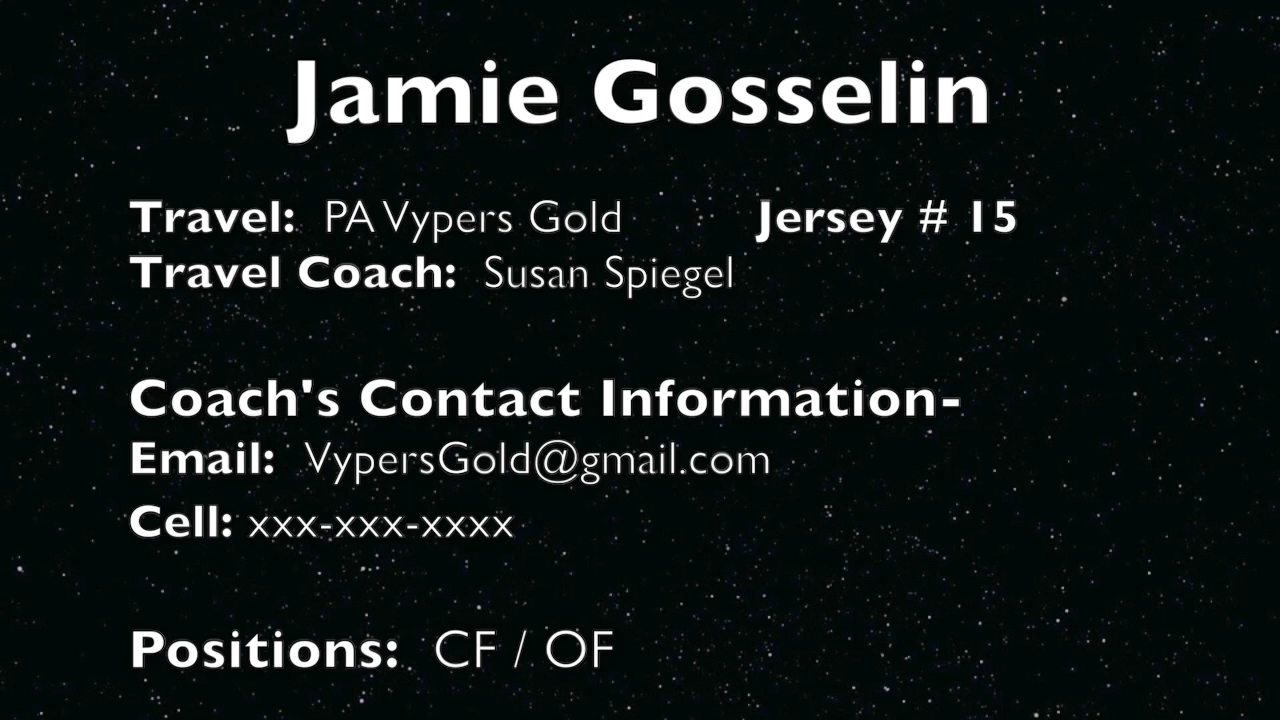 Jamie Gosselin
Travel: PA Vypers Gold Jersey # 15
Travel Coach: Susan Spiegel
Coach's Contact Information-
Email: VypersGold@gmail.com
Cell: xxx-xxx-xxxx
Positions: CF / OF